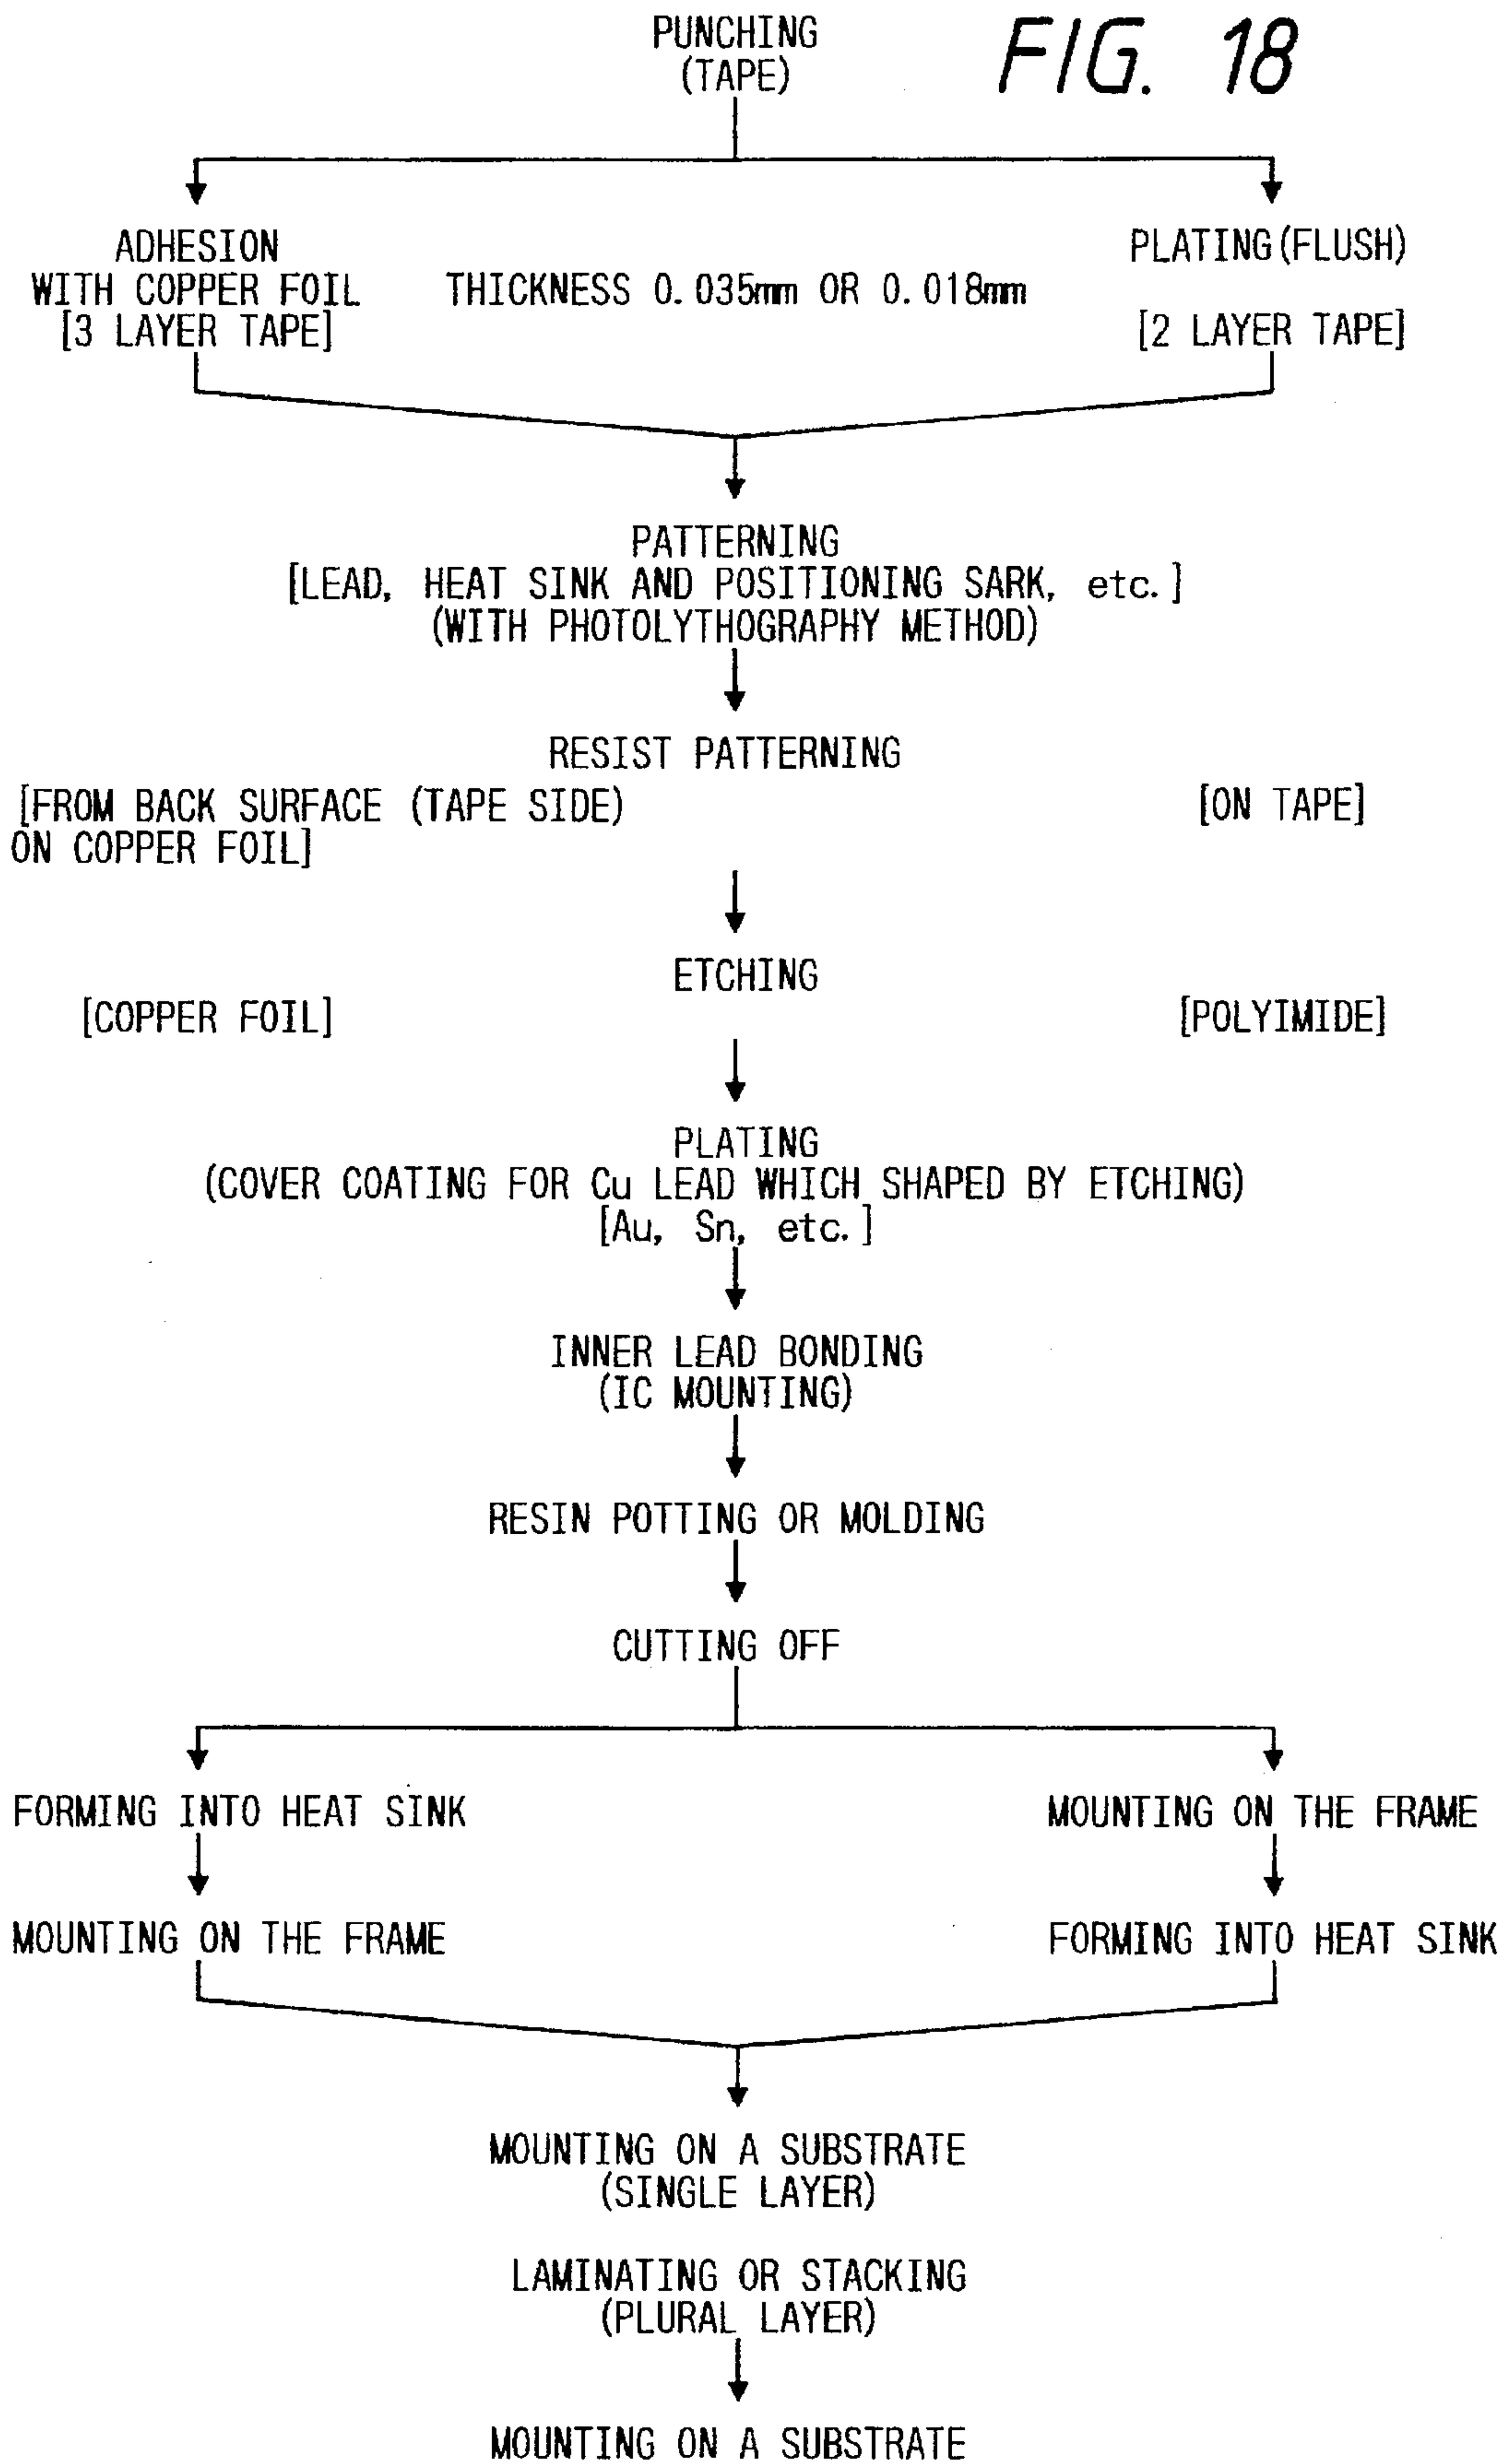 FIG. 18
PUNCHING
(TAPE)
ADHESION
WITH COPPER FOIL
[3 LAYER TAPE]
THICKNESS 0.035mm OR 0.018mm
PLATING(FLUSH)
[2 LAYER TAPE]
PATTERNING
[LEAD, HEAT SINK AND POSITIONING SARK, etc.]
(WITH PHOTOLYTHOGRAPHY METHOD)
RESIST PATTERNING
[FROM BACK SURFACE (TAPE SIDE)
ON COPPER FOIL]
[ON TAPE]
ETCHING
[COPPER FOIL]
[POLYIMIDE]
PLATING
(COVER COATING FOR Cu LEAD WHICH SHAPED BY ETCHING)
[Au, Sn, etc.]
INNER LEAD BONDING
(IC MOUNTING)
RESIN POTTING OR MOLDING
CUTTING OFF
FORMING INTO HEAT SINK
MOUNTING ON THE FRAME
MOUNTING ON THE FRAME
FORMING INTO HEAT SINK
MOUNTING ON A SUBSTRATE
(SINGLE LAYER)
LAMINATING OR STACKING
(PLURAL LAYER)
MOUNTING ON A SUBSTRATE